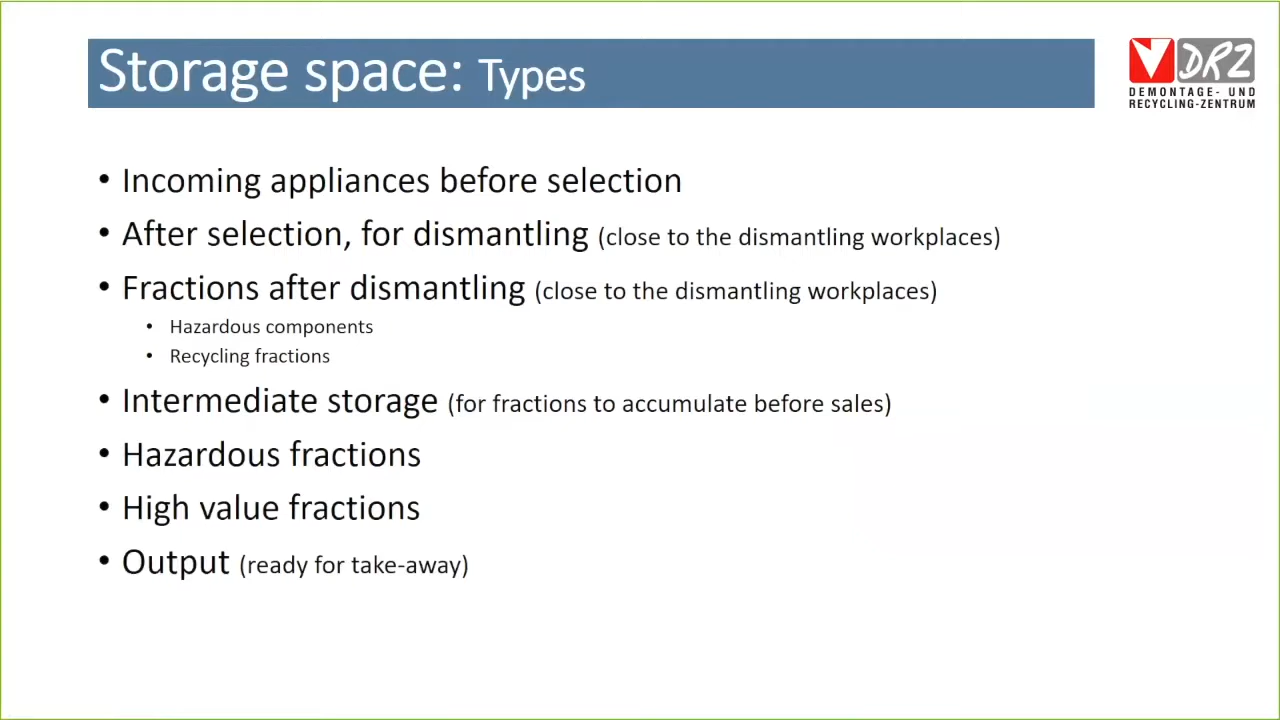 Storage space: Types
DRZ
DEMONTAGE- UND
RECYCLING-ZENTRUM
• Incoming appliances before selection
• After selection, for dismantling (close to the dismantling workplaces)
• Fractions after dismantling (close to the dismantling workplaces)
• Hazardous components
• Recycling fractions
• Intermediate storage (for fractions to accumulate before sales)
• Hazardous fractions
• High value fractions
• Output (ready for take-away)